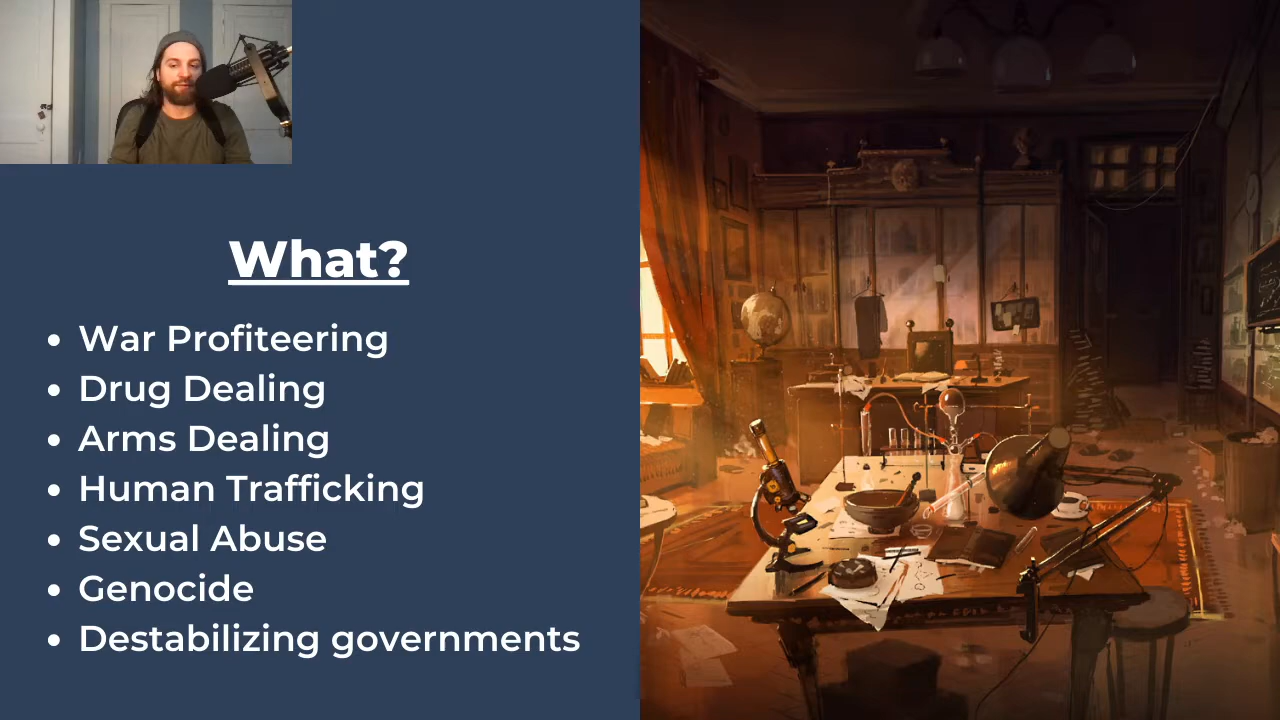 What?
• War Profiteering
• Drug Dealing
• Arms Dealing
• Human Trafficking
• Sexual Abuse
• Genocide
• Destabilizing governments